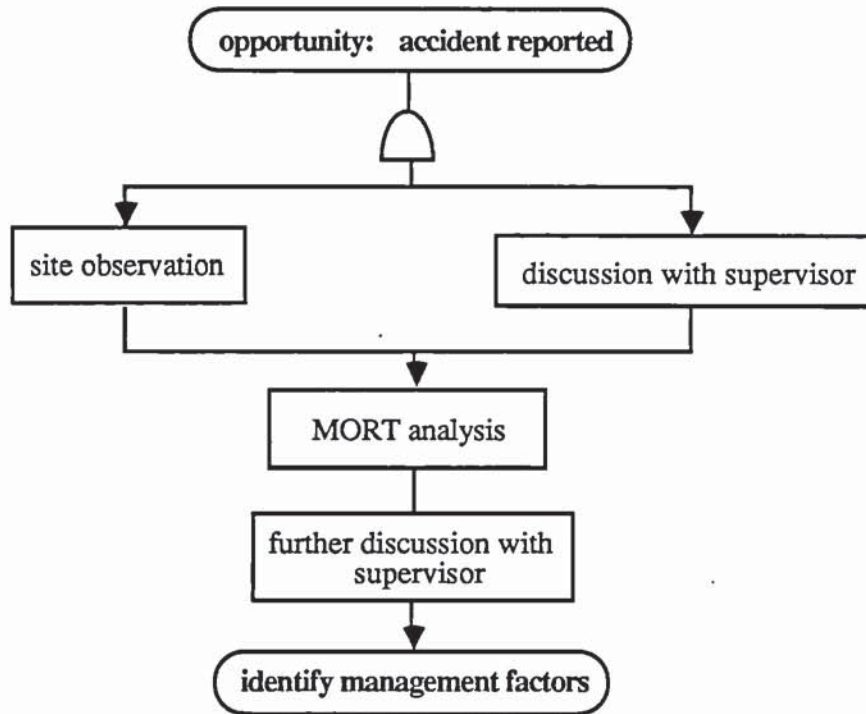 opportunity: accident reported
site observation
discussion with supervisor
MORT analysis
further discussion with
supervisor
identify management factors